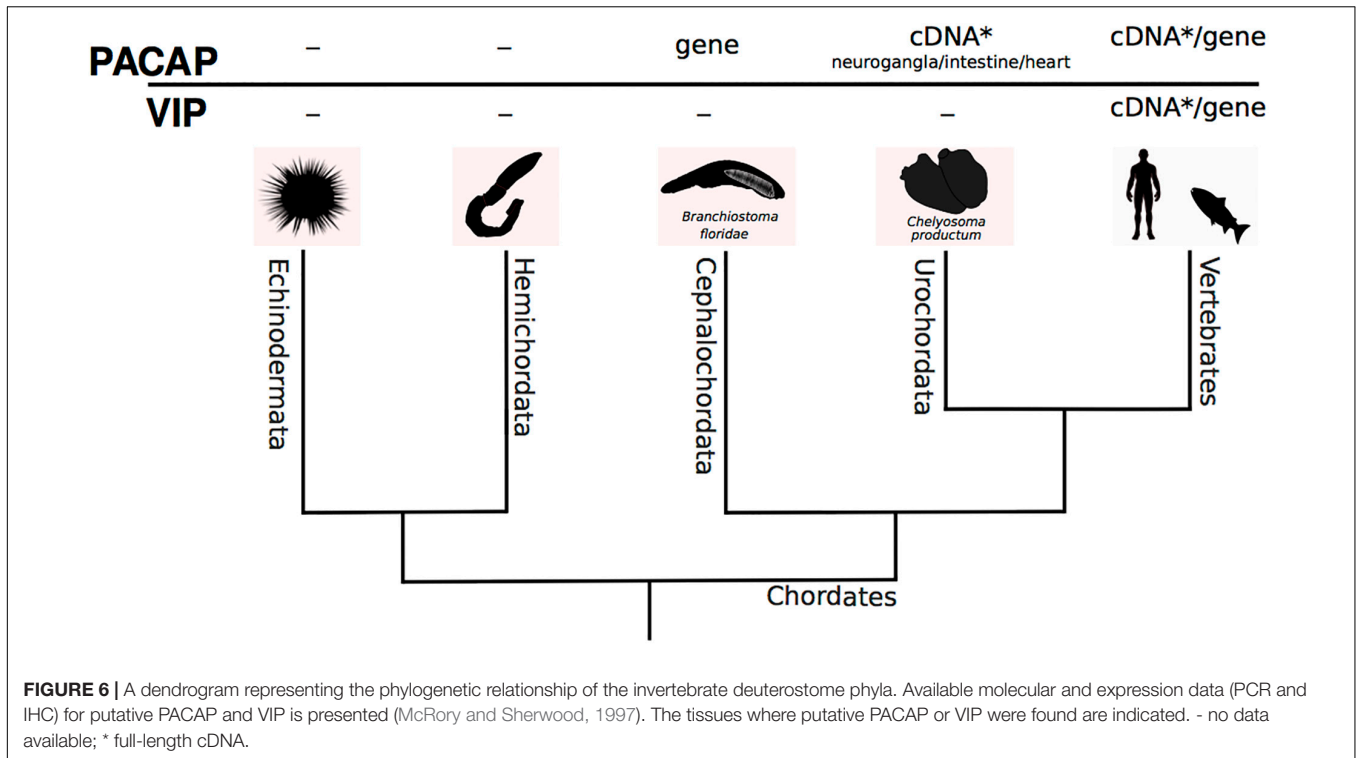 PACAP – – gene cDNA* cDNA*/gene
neurogangla/intestine/heart
VIP – – – – cDNA*/gene
Branchiostoma
floridae
Chelyosoma
productum
Echinodermata
Hemichordata
Cephalochordata
Urochordata
Vertebrates
Chordates
FIGURE 6 | A dendrogram representing the phylogenetic relationship of the invertebrate deuterostome phyla. Available molecular and expression data (PCR and
IHC) for putative PACAP and VIP is presented (McRory and Sherwood, 1997). The tissues where putative PACAP or VIP were found are indicated. - no data
available; * full-length cDNA.